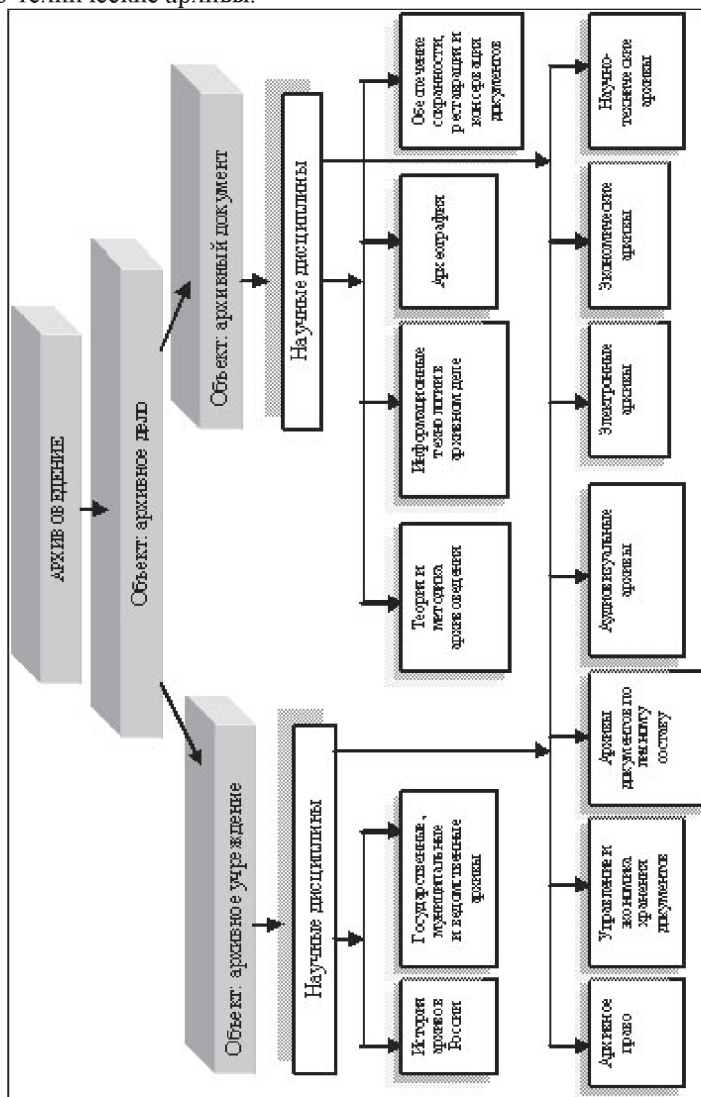 технические архивы.
АРХИВОВЕДЕНИЕ
Объект: архивное дело
Объект: архивное учреждение
Объект: архивный документ
Научные дисциплины
Научные дисциплины
История
архивов
России
Государственные,
муниципальные
и ведомственные
архивы
Теория и
методика
архивоведения
Информационные
технологии в
архивном деле
Археография
Обеспечение
сохранности,
реставрации и
консервации
документов
Архивное
право
Управление и
экономика
хранения
документов
Архивы
документов по
личному
составу
Аудиовизуальные
архивы
Электронные
архивы
Экономические
архивы
Научно-
технические
архивы